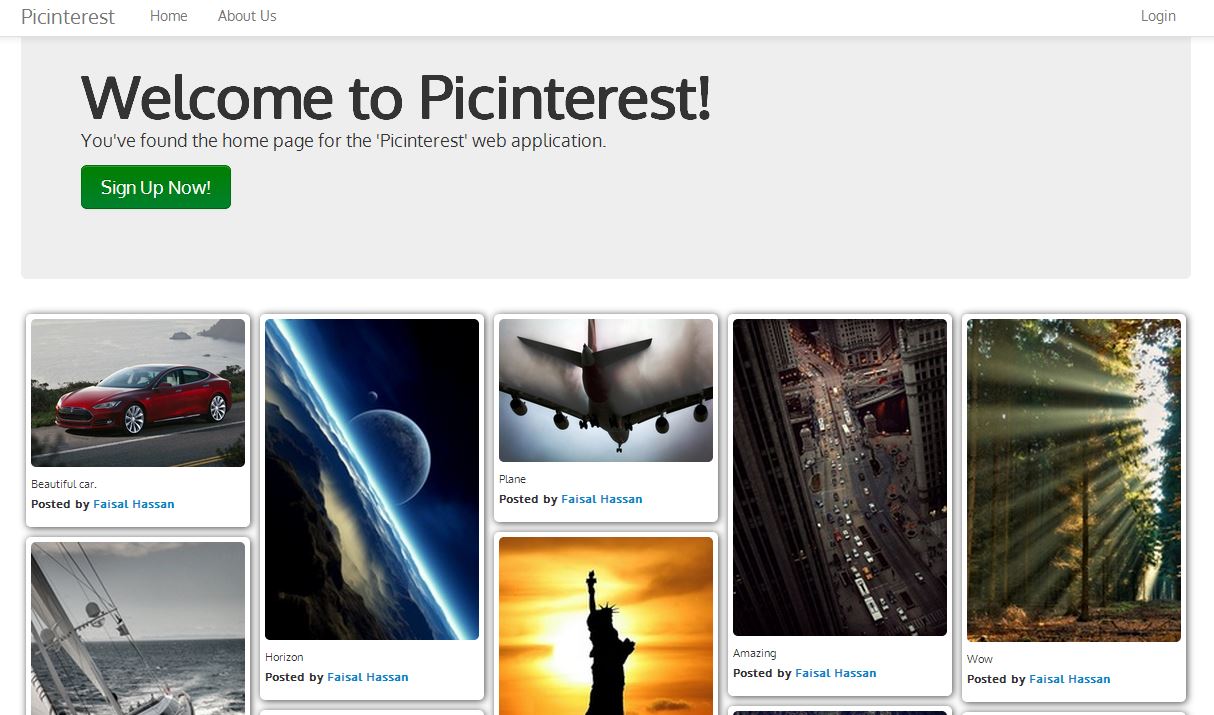 Picinterest Home About Us Login
Welcome to Picinterest!
You've found the home page for the 'Picinterest' web application.
Sign Up Now!
Beautiful car.
Posted by Faisal Hassan
Horizon
Posted by Faisal Hassan
Plane
Posted by Faisal Hassan
Amazing
Posted by Faisal Hassan
Wow
Posted by Faisal Hassan